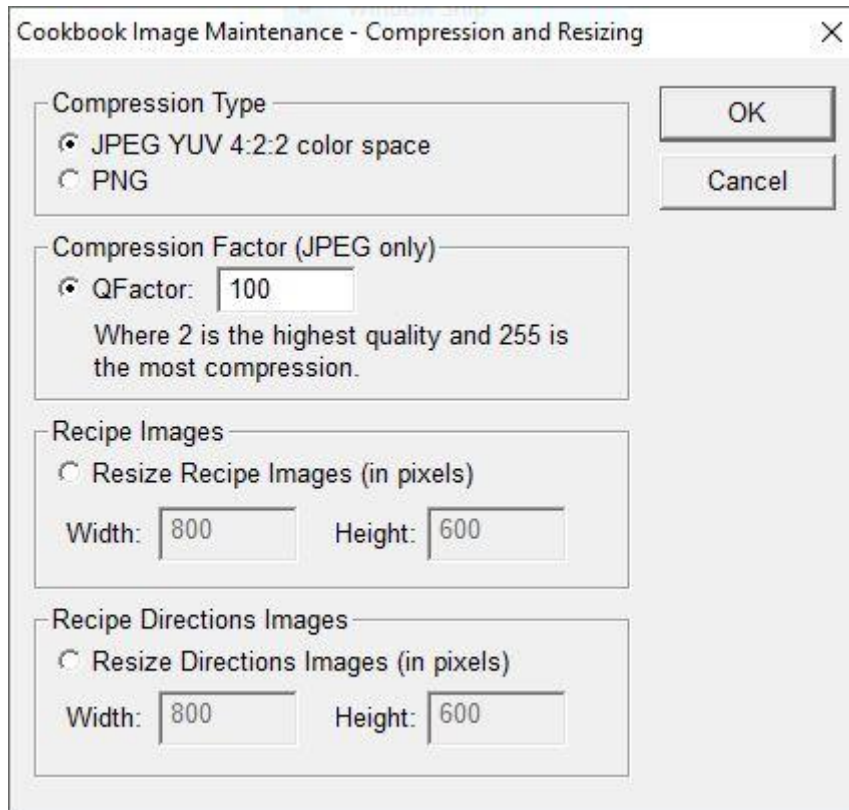 Cookbook Image Maintenance - Compression and Resizing
Compression Type
JPEG YUV 4:2:2 color space
PNG
OK
Cancel
Compression Factor (JPEG only)
QFactor: 100
Where 2 is the highest quality and 255 is
the most compression.
Recipe Images
Resize Recipe Images (in pixels)
Width: 800 Height: 600
Recipe Directions Images
Resize Directions Images (in pixels)
Width: 800 Height: 600